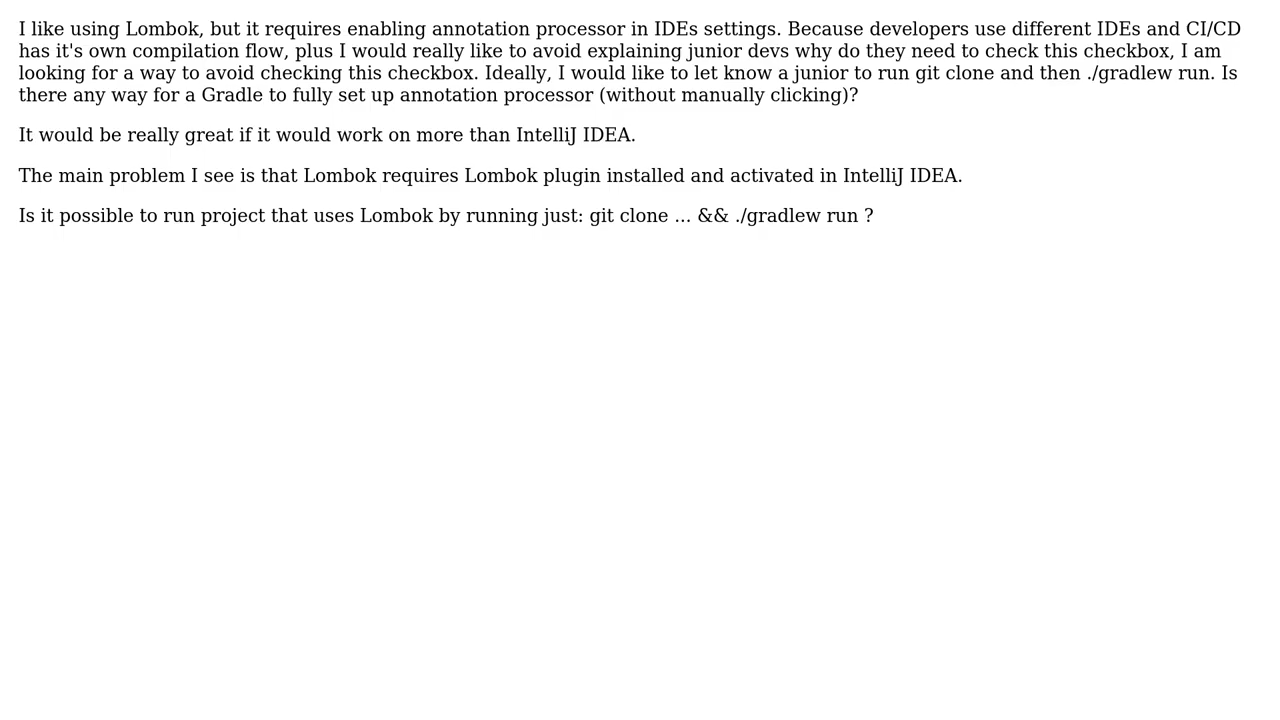 I like using Lombok, but it requires enabling annotation processor in IDEs settings. Because developers use different IDEs and CI/CD
has it's own compilation flow, plus I would really like to avoid explaining junior devs why do they need to check this checkbox, I am
looking for a way to avoid checking this checkbox. Ideally, I would like to let know a junior to run git clone and then ./gradlew run. Is
there any way for a Gradle to fully set up annotation processor (without manually clicking)?
It would be really great if it would work on more than IntelliJ IDEA.
The main problem I see is that Lombok requires Lombok plugin installed and activated in IntelliJ IDEA.
Is it possible to run project that uses Lombok by running just: git clone ... && ./gradlew run ?